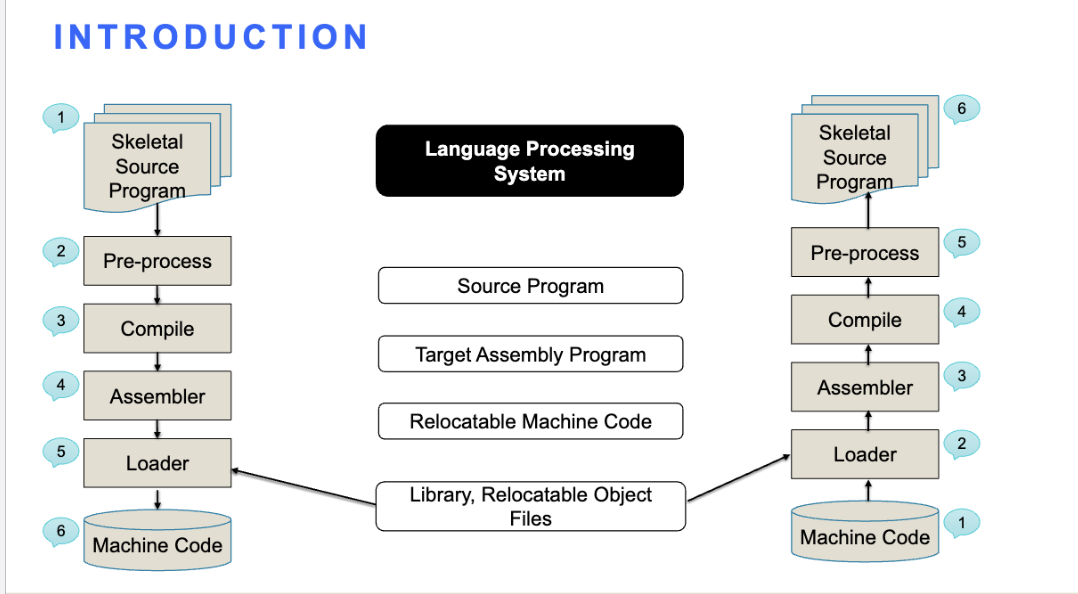 INTRODUCTION
1
Skeletal
Source
Program
2
Pre-process
3
Compile
4
Assembler
5
Loader
6
Machine Code
Language Processing
System
Source Program
Target Assembly Program
Relocatable Machine Code
Library, Relocatable Object
Files
6
Skeletal
Source
Program
5
Pre-process
4
Compile
3
Assembler
2
Loader
1
Machine Code